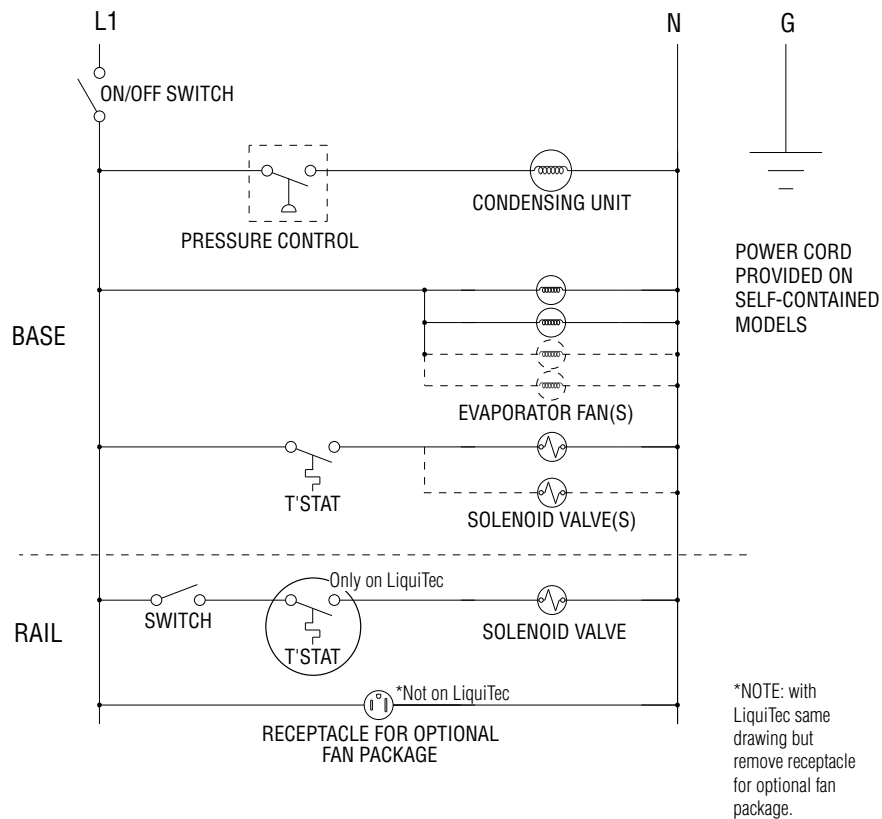 L1
N
G
ON/OFF SWITCH
CONDENSING UNIT
PRESSURE CONTROL
POWER CORD
PROVIDED ON
SELF-CONTAINED
MODELS
BASE
EVAPORATOR FAN(S)
T'STAT
SOLENOID VALVE(S)
Only on LiquiTec
SWITCH
SOLENOID VALVE
RAIL
T'STAT
*Not on LiquiTec
RECEPTACLE FOR OPTIONAL
FAN PACKAGE
*NOTE: with
LiquiTec same
drawing but
remove receptacle
for optional fan
package.